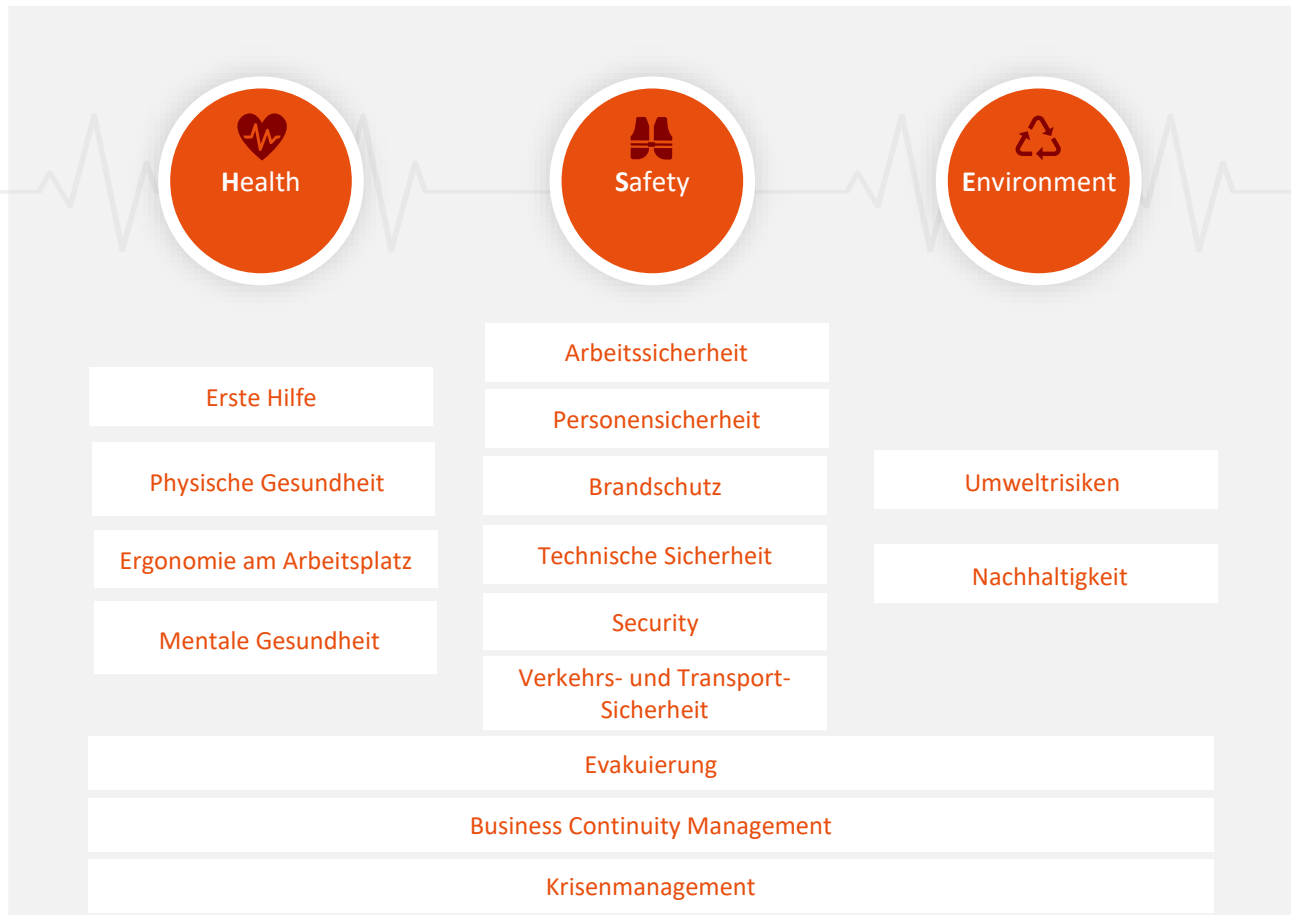 Health
Safety
Environment
Erste Hilfe
Physische Gesundheit
Ergonomie am Arbeitsplatz
Mentale Gesundheit
Arbeitssicherheit
Personensicherheit
Brandschutz
Technische Sicherheit
Security
Verkehrs- und Transport-
Sicherheit
Umweltrisiken
Nachhaltigkeit
Evakuierung
Business Continuity Management
Krisenmanagement